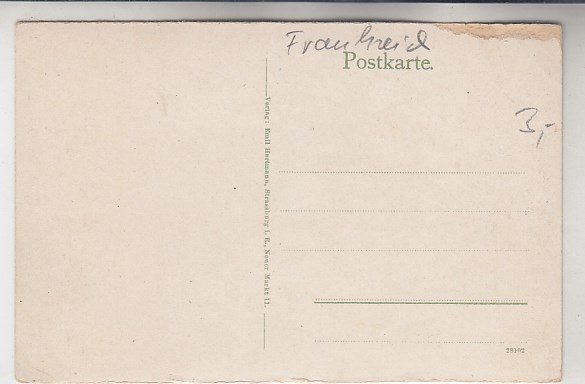 Frankreich
Postkarte.
3,-
Verlag: Emil Hartmann, Strassburg i. E., Neuer Markt 11.